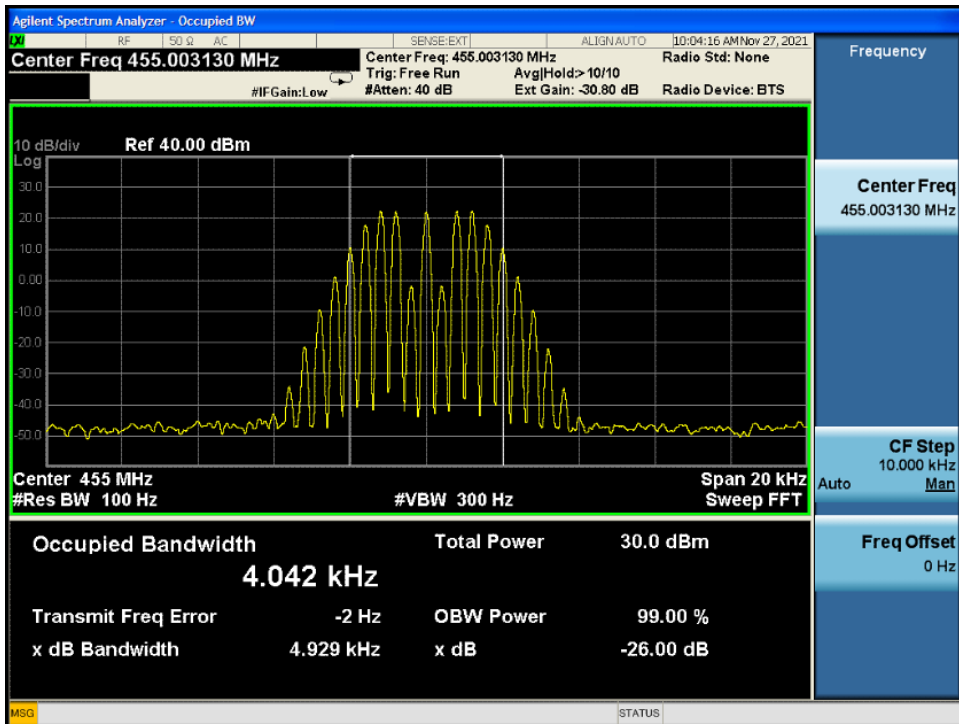 Agilent Spectrum Analyzer - Occupied BW
LXI RF 50 Ω AC SENSE:EXT ALIGN AUTO 10:04:16 AM Nov 27, 2021
Center Freq 455.003130 MHz Center Freq: 455.003130 MHz Radio Std: None Frequency
Trig: Free Run Avg|Hold:> 10/10
#IFGain:Low #Atten: 40 dB Ext Gain: -30.80 dB Radio Device: BTS
10 dB/div Ref 40.00 dBm
Log
30.0
20.0
10.0
0.00
-10.0
-20.0
-30.0
-40.0
-50.0
Center Freq
455.003130 MHz
CF Step
10.000 kHz
Auto Man
Freq Offset
0 Hz
Center 455 MHz Span 20 kHz
#Res BW 100 Hz #VBW 300 Hz Sweep FFT
Occupied Bandwidth Total Power 30.0 dBm
4.042 kHz
Transmit Freq Error -2 Hz OBW Power 99.00 %
x dB Bandwidth 4.929 kHz x dB -26.00 dB
MSG STATUS